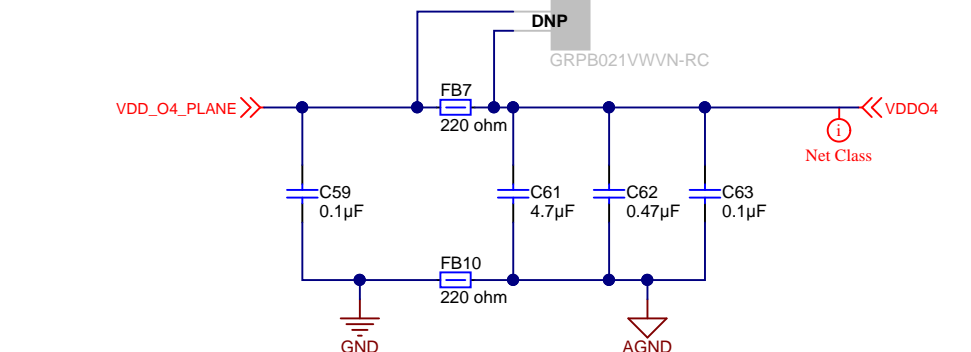 DNP
GRPB021VWVN-RC
VDD_O4_PLANE
FB7
220 ohm
VDDO4
i
Net Class
C59
0.1µF
C61
4.7µF
C62
0.47µF
C63
0.1µF
FB10
220 ohm
GND
AGND